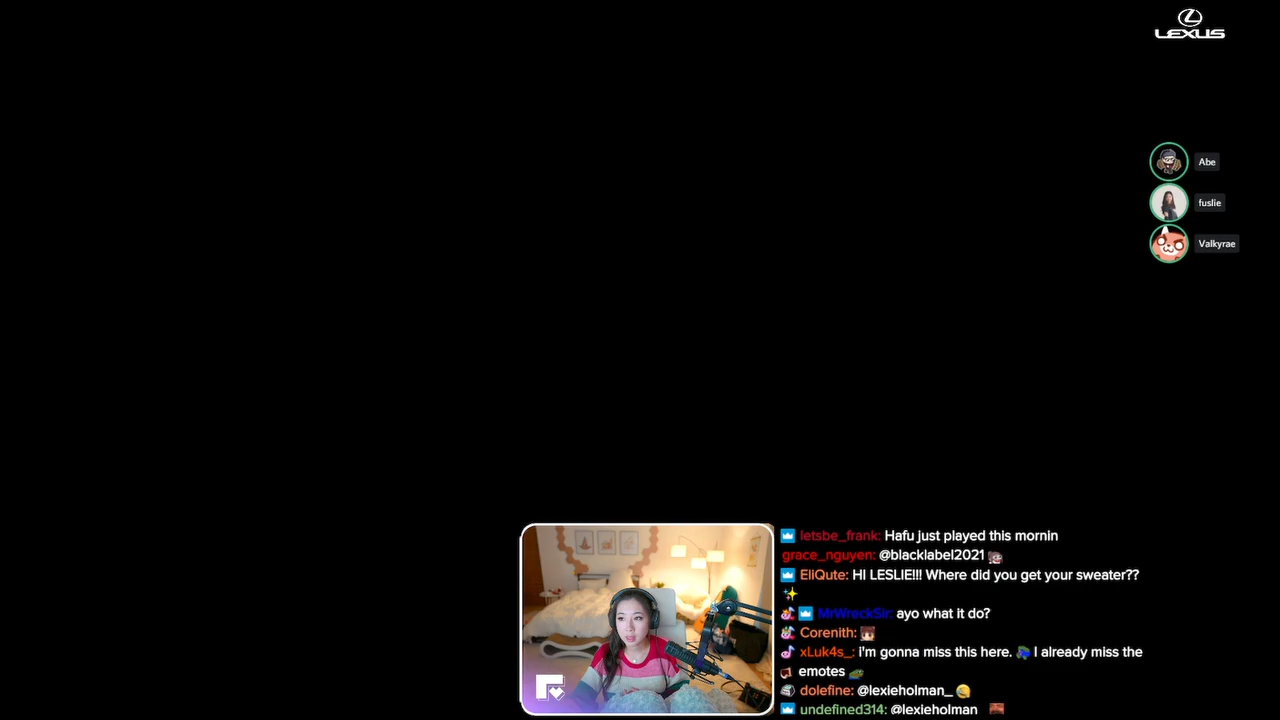 LEXUS
Abe
fuslie
Valkyrae
letsbe_frank: Hafu just played this mornin
grace_nguyen: @blacklabel2021
EliQute: HI LESLIE!!! Where did you get your sweater??
MrWreckSir: ayo what it do?
Corenith:
xLuk4s_: i'm gonna miss this here. I already miss the
emotes
dolefine: @lexieholman_
undefined314: @lexieholman